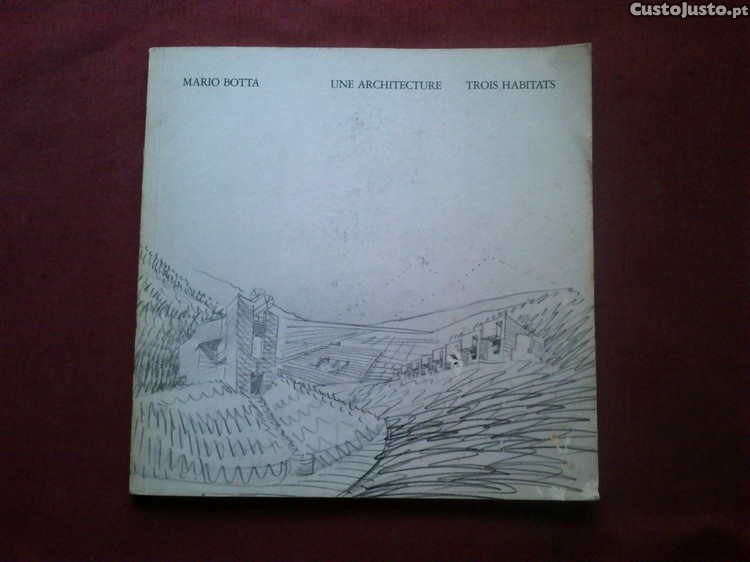 CustoJusto.pt
MARIO BOTTA UNE ARCHITECTURE TROIS HABITATS